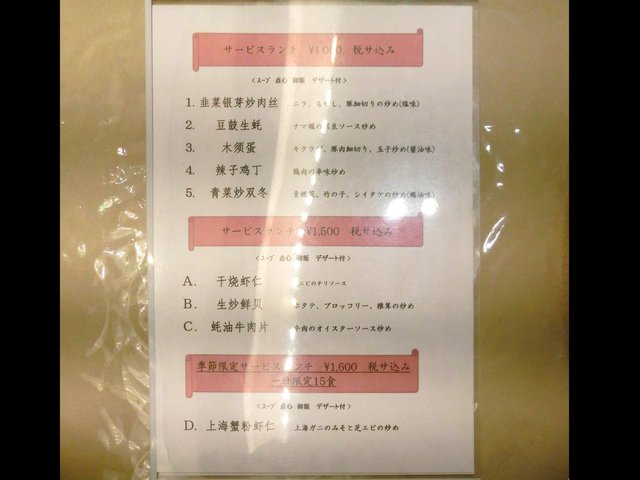 サービスランチ ¥1,000 税サ込み
<スープ 点心 御飯 デザート付>
1. 韭菜银芽炒肉丝 ニラ、もやし、豚細切りの炒め(塩味)
2. 豆鼓生蚝 ナマ蠣の 豆ソース炒め
3. 木须蛋 キクラゲ、豚肉細切り、玉子炒め(醤油味)
4. 辣子鸡丁 鶏肉の辛味炒め
5. 青菜炒双冬 青梗菜、竹の子、シイタケの炒め(醤油味)
サービスランチ ¥1,500 税サ込み
<スープ 点心 御飯 デザート付>
A. 干烧虾仁 エビのチリソース
B. 生炒鲜贝 ホタテ、ブロッコリー、椎茸の炒め
C. 蚝油牛肉片 牛肉のオイスターソース炒め
季節限定サービスランチ ¥1,600 税サ込み
一日限定15食
<スープ 点心 御飯 デザート付>
D. 上海蟹粉虾仁 上海ガニのみそと芝エビの炒め